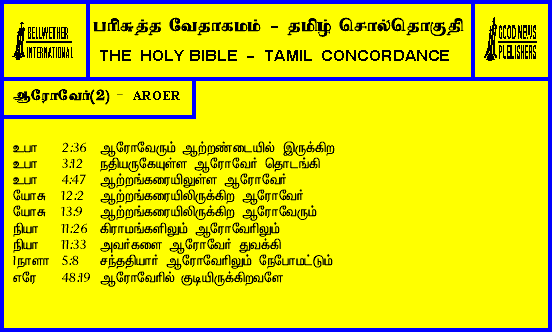 BELLWETHER
INTERNATIONAL
பரிசுத்த வேதாகமம் - தமிழ் சொல்தொகுதி
THE HOLY BIBLE - TAMIL CONCORDANCE
GOOD NEWS
PUBLISHERS
ஆரோவேர்(2) - AROER
உபா 2:36 ஆரோவேரும் ஆற்றண்டையில் இருக்கிற
உபா 3:12 நதியருகேயுள்ள ஆரோவேர் தொடங்கி
உபா 4:47 ஆற்றங்கரையிலுள்ள ஆரோவேர்
யோசு 12:2 ஆற்றங்கரையிலிருக்கிற ஆரோவேர்
யோசு 13:9 ஆற்றங்கரையிலிருக்கிற ஆரோவேரும்
நியா 11:26 கிராமங்களிலும் ஆரோவேரிலும்
நியா 11:33 அவர்களை ஆரோவேர் துவக்கி
1நாளா 5:8 சந்ததியார் ஆரோவேரிலும் நேபோமட்டும்
எரே 48:19 ஆரோவேரில் குடியிருக்கிறவளே